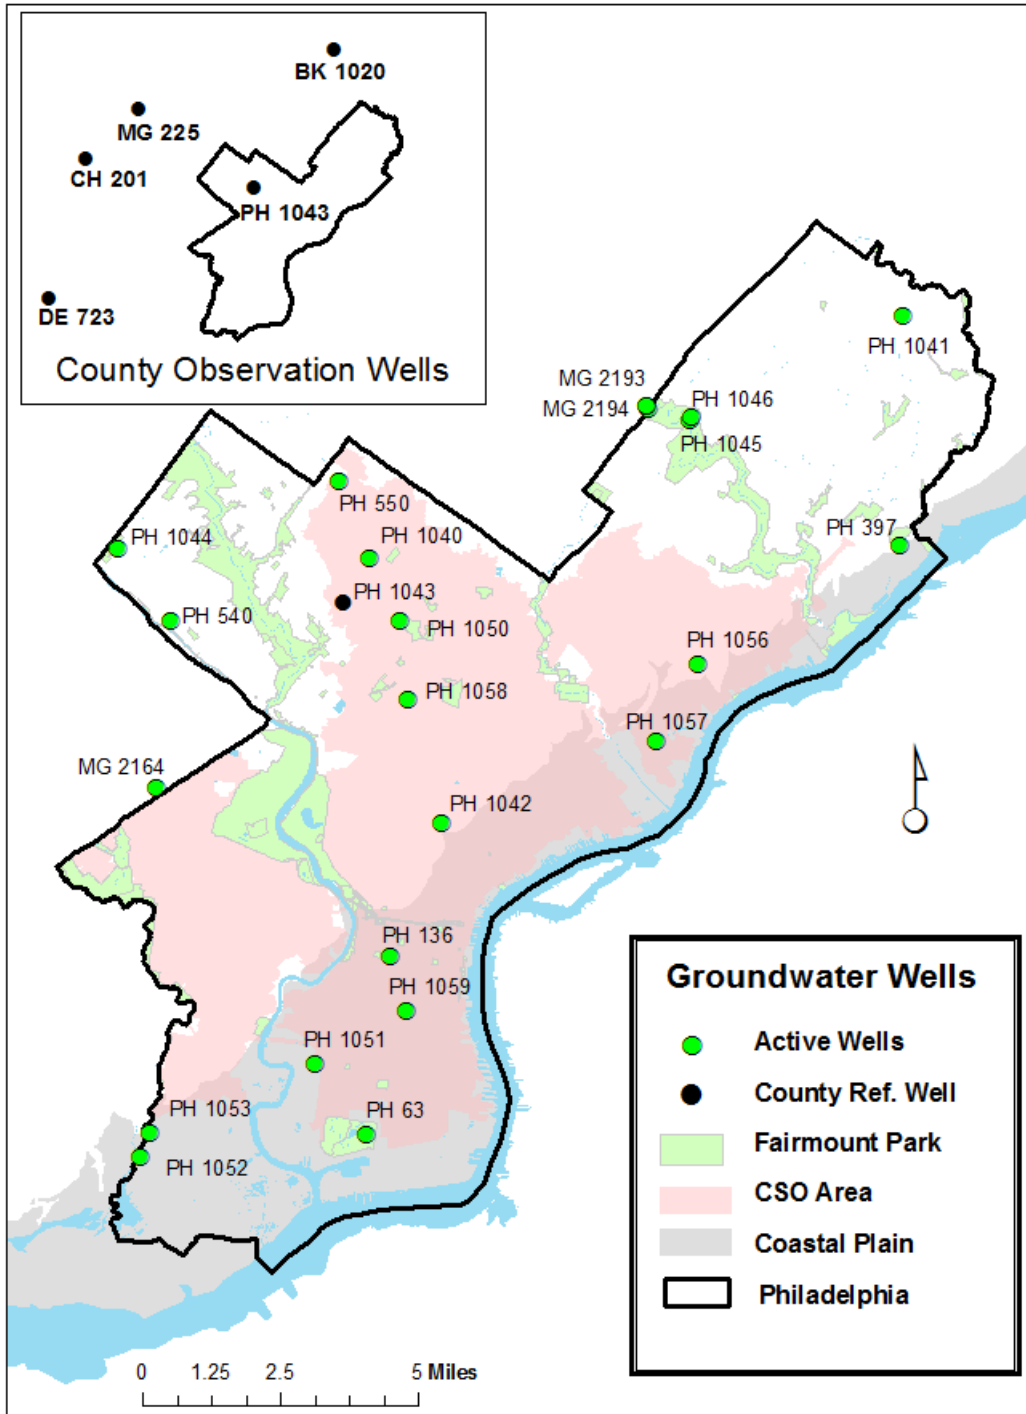 BK 1020
MG 225
CH 201
PH 1043
DE 723
County Observation Wells
PH 1041
MG 2193
MG 2194
PH 1046
PH 1045
PH 550
PH 1040
PH 397
PH 1044
PH 1043
PH 540
PH 1050
PH 1056
PH 1058
PH 1057
MG 2164
PH 1042
PH 136
PH 1059
PH 1051
PH 1053
PH 63
PH 1052
Groundwater Wells
Active Wells
County Ref. Well
Fairmount Park
CSO Area
Coastal Plain
Philadelphia
0 1.25 2.5 5 Miles